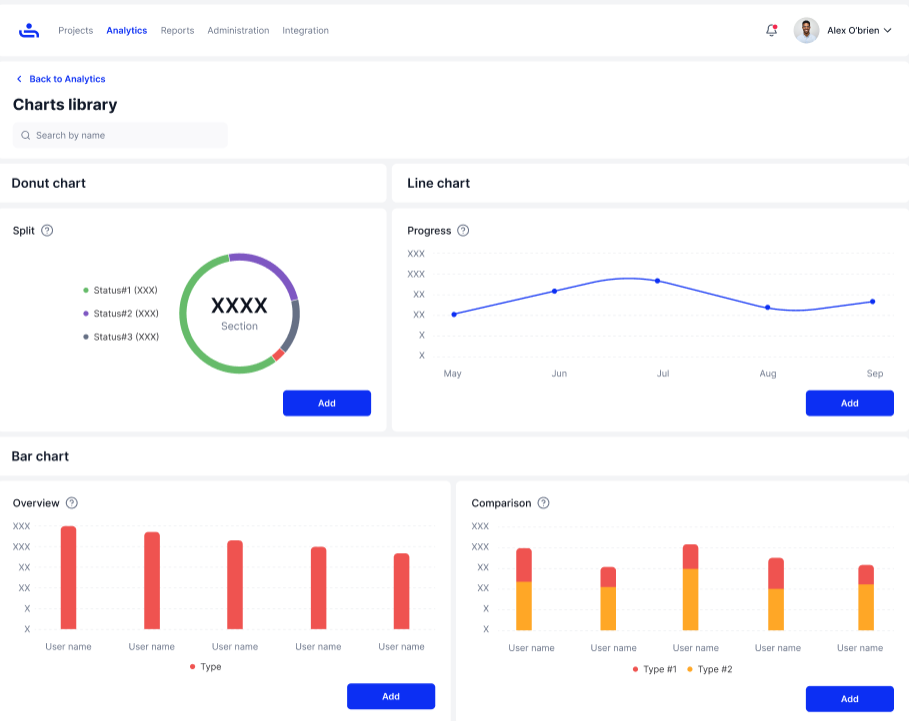 Projects Analytics Reports Administration Integration Alex O'brien
Back to Analytics
Charts library
Search by name
Donut chart
Line chart
Split ?
Status#1 (XXX)
Status#2 (XXX)
Status#3 (XXX)
XXXX
Section
Add
Progress ?
XXX
XXX
XX
XX
X
X
May Jun Jul Aug Sep
Add
Bar chart
Overview ?
XXX
XXX
XX
XX
X
X
User name User name User name User name User name
Type
Add
Comparison ?
XXX
XXX
XX
XX
X
X
User name User name User name User name User name
Type #1 Type #2
Add